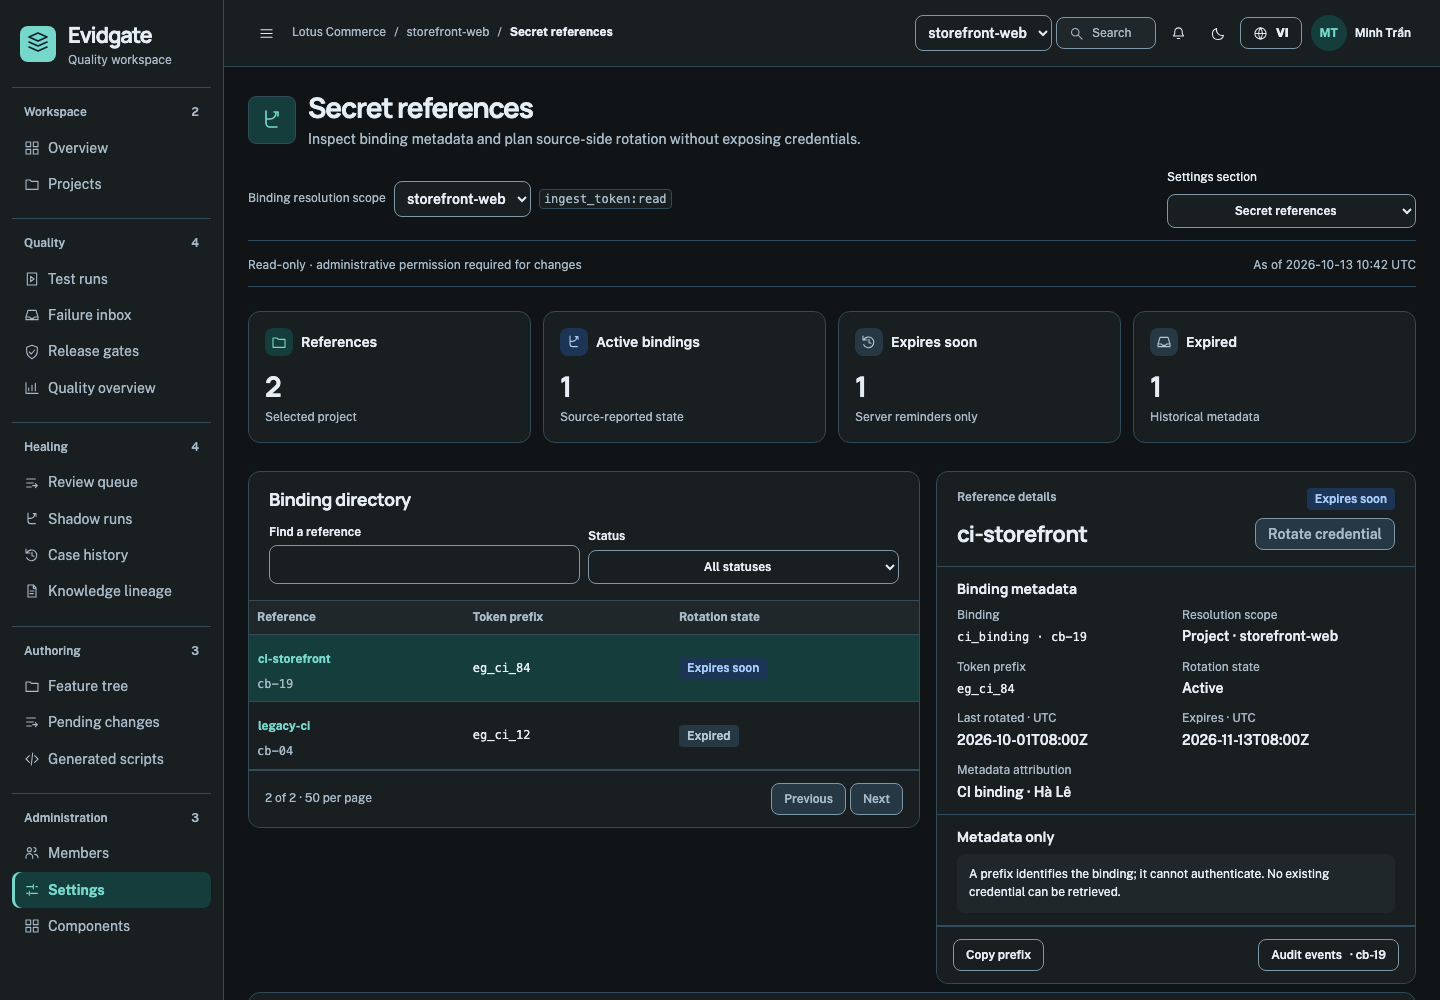 Evidgate
Quality workspace
Workspace 2
Overview
Projects
Quality 4
Test runs
Failure inbox
Release gates
Quality overview
Healing 4
Review queue
Shadow runs
Case history
Knowledge lineage
Authoring 3
Feature tree
Pending changes
Generated scripts
Administration 3
Members
Settings
Components
Lotus Commerce / storefront-web / Secret references
storefront-web
Search
VI
MT
Minh Trần
Secret references
Inspect binding metadata and plan source-side rotation without exposing credentials.
Binding resolution scope storefront-web ingest_token:read
Settings section
Secret references
Read-only · administrative permission required for changes
As of 2026-10-13 10:42 UTC
References
2
Selected project
Active bindings
1
Source-reported state
Expires soon
1
Server reminders only
Expired
1
Historical metadata
Binding directory
Find a reference
Status
All statuses
Reference Token prefix Rotation state
ci-storefront
cb-19
eg_ci_84
Expires soon
legacy-ci
cb-04
eg_ci_12
Expired
2 of 2 · 50 per page
Previous
Next
Reference details
Expires soon
ci-storefront
Rotate credential
Binding metadata
Binding
ci_binding · cb-19
Resolution scope
Project · storefront-web
Token prefix
eg_ci_84
Rotation state
Active
Last rotated · UTC
2026-10-01T08:00Z
Expires · UTC
2026-11-13T08:00Z
Metadata attribution
CI binding · Hà Lê
Metadata only
A prefix identifies the binding; it cannot authenticate. No existing
credential can be retrieved.
Copy prefix
Audit events · cb-19